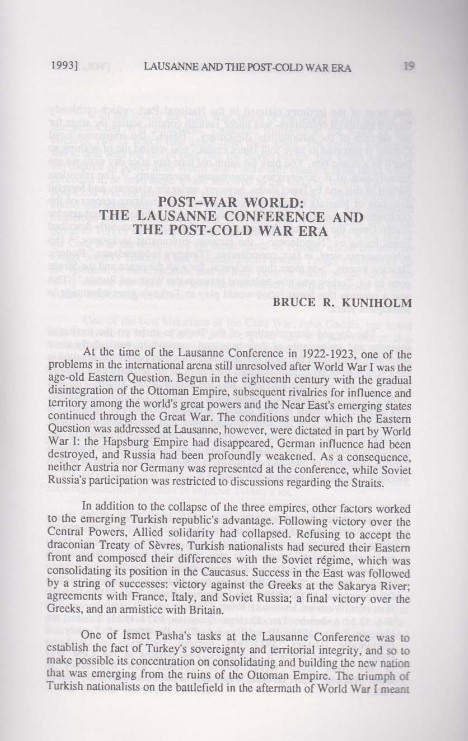 1993]
LAUSANNE AND THE POST-COLD WAR ERA
19
POST–WAR WORLD:
THE LAUSANNE CONFERENCE AND
THE POST-COLD WAR ERA
BRUCE R. KUNIHOLM
At the time of the Lausanne Conference in 1922-1923, one of the
problems in the international arena still unresolved after World War I was the
age-old Eastern Question. Begun in the eighteenth century with the gradual
disintegration of the Ottoman Empire, subsequent rivalries for influence and
territory among the world's great powers and the Near East's emerging states
continued through the Great War. The conditions under which the Eastern
Question was addressed at Lausanne, however, were dictated in part by World
War I: the Hapsburg Empire had disappeared, German influence had been
destroyed, and Russia had been profoundly weakened. As a consequence,
neither Austria nor Germany was represented at the conference, while Soviet
Russia's participation was restricted to discussions regarding the Straits.
In addition to the collapse of the three empires, other factors worked
to the emerging Turkish republic's advantage. Following victory over the
Central Powers, Allied solidarity had collapsed. Refusing to accept the
draconian Treaty of Sèvres, Turkish nationalists had secured their Eastern
front and composed their differences with the Soviet régime, which was
consolidating its position in the Caucasus. Success in the East was followed
by a string of successes: victory against the Greeks at the Sakarya River;
agreements with France, Italy, and Soviet Russia; a final victory over the
Greeks, and an armistice with Britain.
One of İsmet Pasha's tasks at the Lausanne Conference was to
establish the fact of Turkey's sovereignty and territorial integrity, and so to
make possible its concentration on consolidating and building the new nation
that was emerging from the ruins of the Ottoman Empire. The triumph of
Turkish nationalists on the battlefield in the aftermath of World War I meant